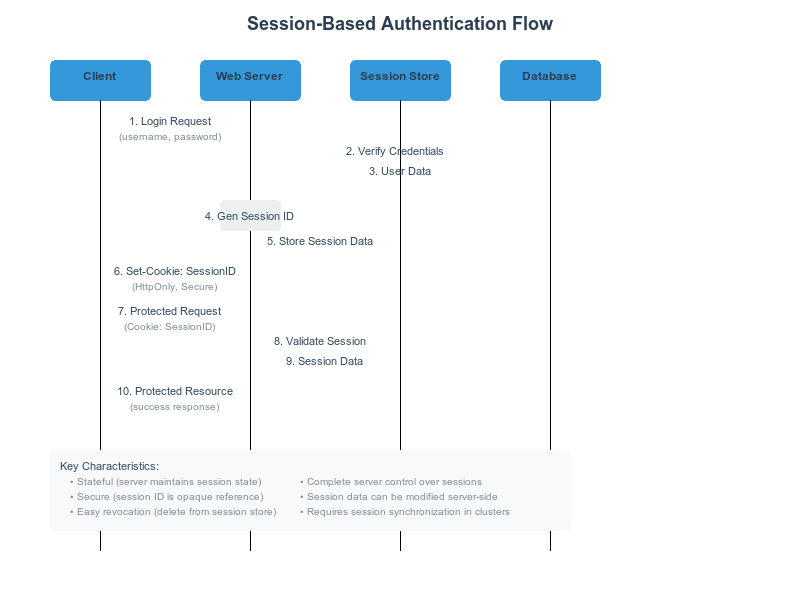 Session-Based Authentication Flow
Client
Web Server
Session Store
Database
1. Login Request
(username, password)
2. Verify Credentials
3. User Data
4. Gen Session ID
5. Store Session Data
6. Set-Cookie: SessionID
(HttpOnly, Secure)
7. Protected Request
(Cookie: SessionID)
8. Validate Session
9. Session Data
10. Protected Resource
(success response)
Key Characteristics:
• Stateful (server maintains session state)
• Secure (session ID is opaque reference)
• Easy revocation (delete from session store)
• Complete server control over sessions
• Session data can be modified server-side
• Requires session synchronization in clusters